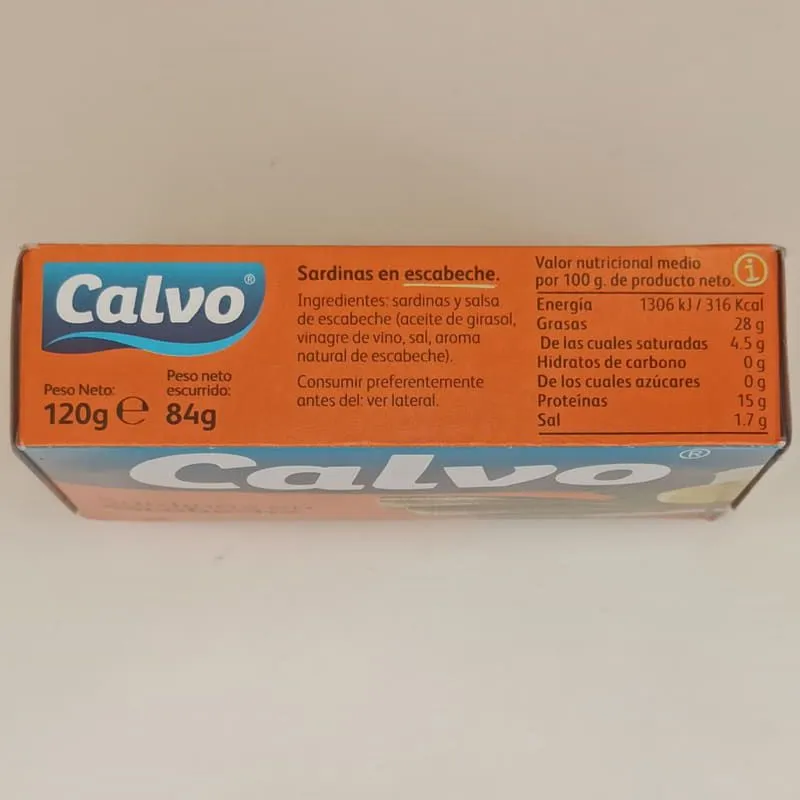 Calvo®
Peso Neto:
120g ℮
Peso neto
escurrido:
84g
Sardinas en escabeche.
Ingredientes: sardinas y salsa
de escabeche (aceite de girasol,
vinagre de vino, sal, aroma
natural de escabeche).
Consumir preferentemente
antes del: ver lateral.
Valor nutricional medio
por 100 g. de producto neto.
i
Energía 1306 kJ / 316 Kcal
Grasas 28 g
De las cuales saturadas 4.5 g
Hidratos de carbono 0 g
De los cuales azúcares 0 g
Proteínas 15 g
Sal 1.7 g
Calvo®